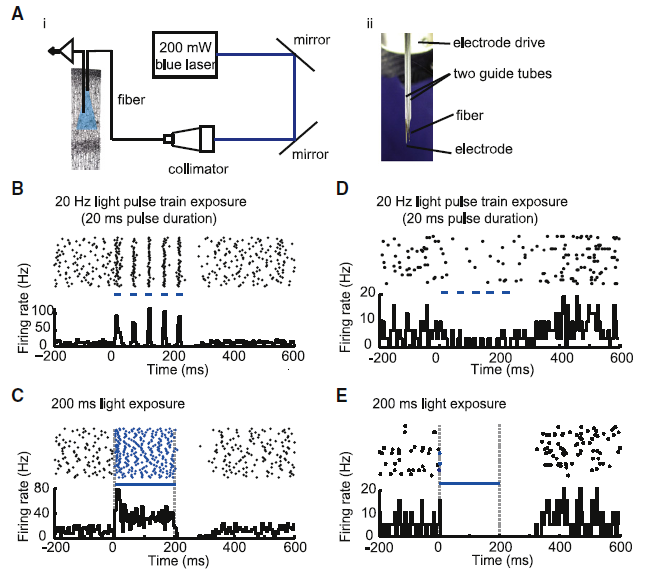 A
i
200 mW
blue laser
mirror
fiber
collimator
mirror
ii
electrode drive
two guide tubes
fiber
electrode
B
20 Hz light pulse train exposure
(20 ms pulse duration)
Firing rate (Hz)
100
50
0
-200 0 200 400 600
Time (ms)
D
20 Hz light pulse train exposure
(20 ms pulse duration)
Firing rate (Hz)
20
10
0
-200 0 200 400 600
Time (ms)
C
200 ms light exposure
Firing rate (Hz)
80
40
0
-200 0 200 400 600
Time (ms)
E
200 ms light exposure
Firing rate (Hz)
20
10
0
-200 0 200 400 600
Time (ms)